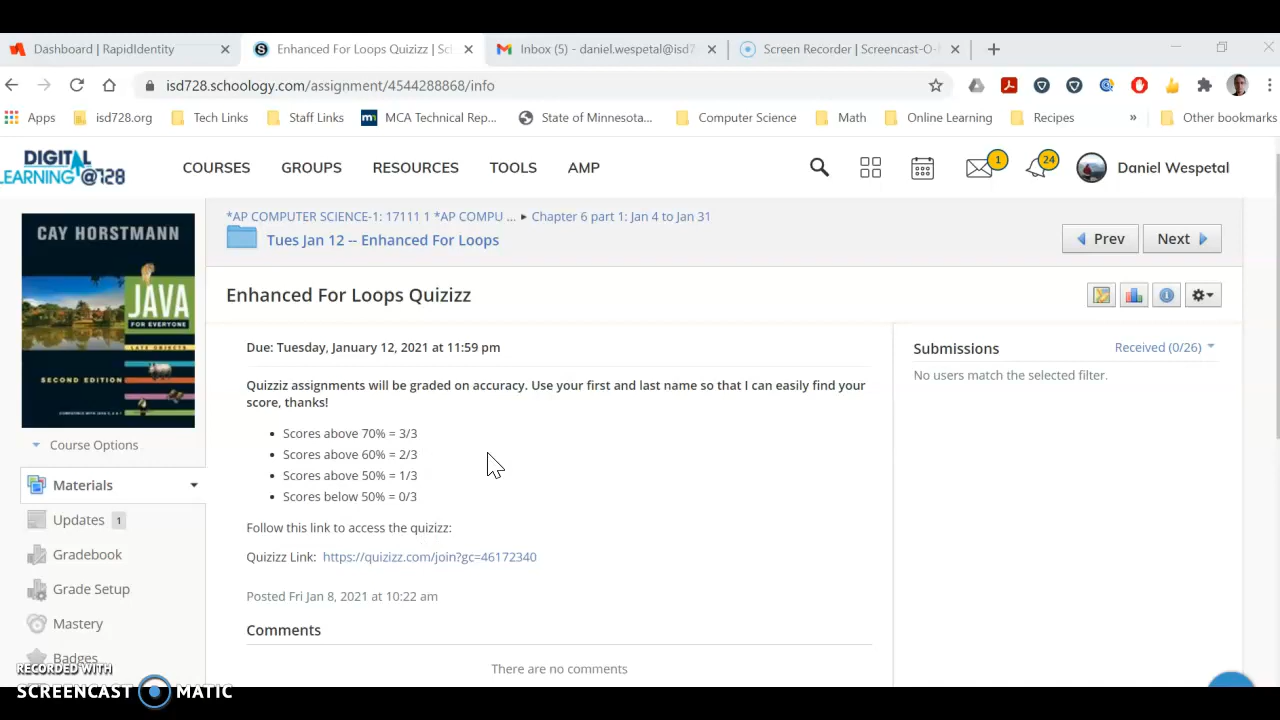 Dashboard | RapidIdentity
Enhanced For Loops Quizizz | Sc
Inbox (5) - daniel.wespetal@isd7
Screen Recorder | Screencast-O-
isd728.schoology.com/assignment/4544288868/info
Apps
isd728.org
Tech Links
Staff Links
MCA Technical Rep...
State of Minnesota...
Computer Science
Math
Online Learning
Recipes
»
Other bookmarks
DIGITAL
LEARNING @728
COURSES
GROUPS
RESOURCES
TOOLS
AMP
1
24
Daniel Wespetal
CAY HORSTMANN
JAVA
FOR EVERYONE
LATE OBJECTS
SECOND EDITION
*AP COMPUTER SCIENCE-1: 17111 1 *AP COMPU ... ▸ Chapter 6 part 1: Jan 4 to Jan 31
Tues Jan 12 -- Enhanced For Loops
Prev
Next
Enhanced For Loops Quizizz
Due: Tuesday, January 12, 2021 at 11:59 pm
Quizziz assignments will be graded on accuracy. Use your first and last name so that I can easily find your
score, thanks!
• Scores above 70% = 3/3
• Scores above 60% = 2/3
• Scores above 50% = 1/3
• Scores below 50% = 0/3
Follow this link to access the quizizz:
Quizizz Link: https://quizizz.com/join?gc=46172340
Posted Fri Jan 8, 2021 at 10:22 am
Comments
There are no comments
Submissions
Received (0/26)
No users match the selected filter.
Course Options
Materials
Updates 1
Gradebook
Grade Setup
Mastery
Badges
RECORDED WITH
SCREENCAST MATIC